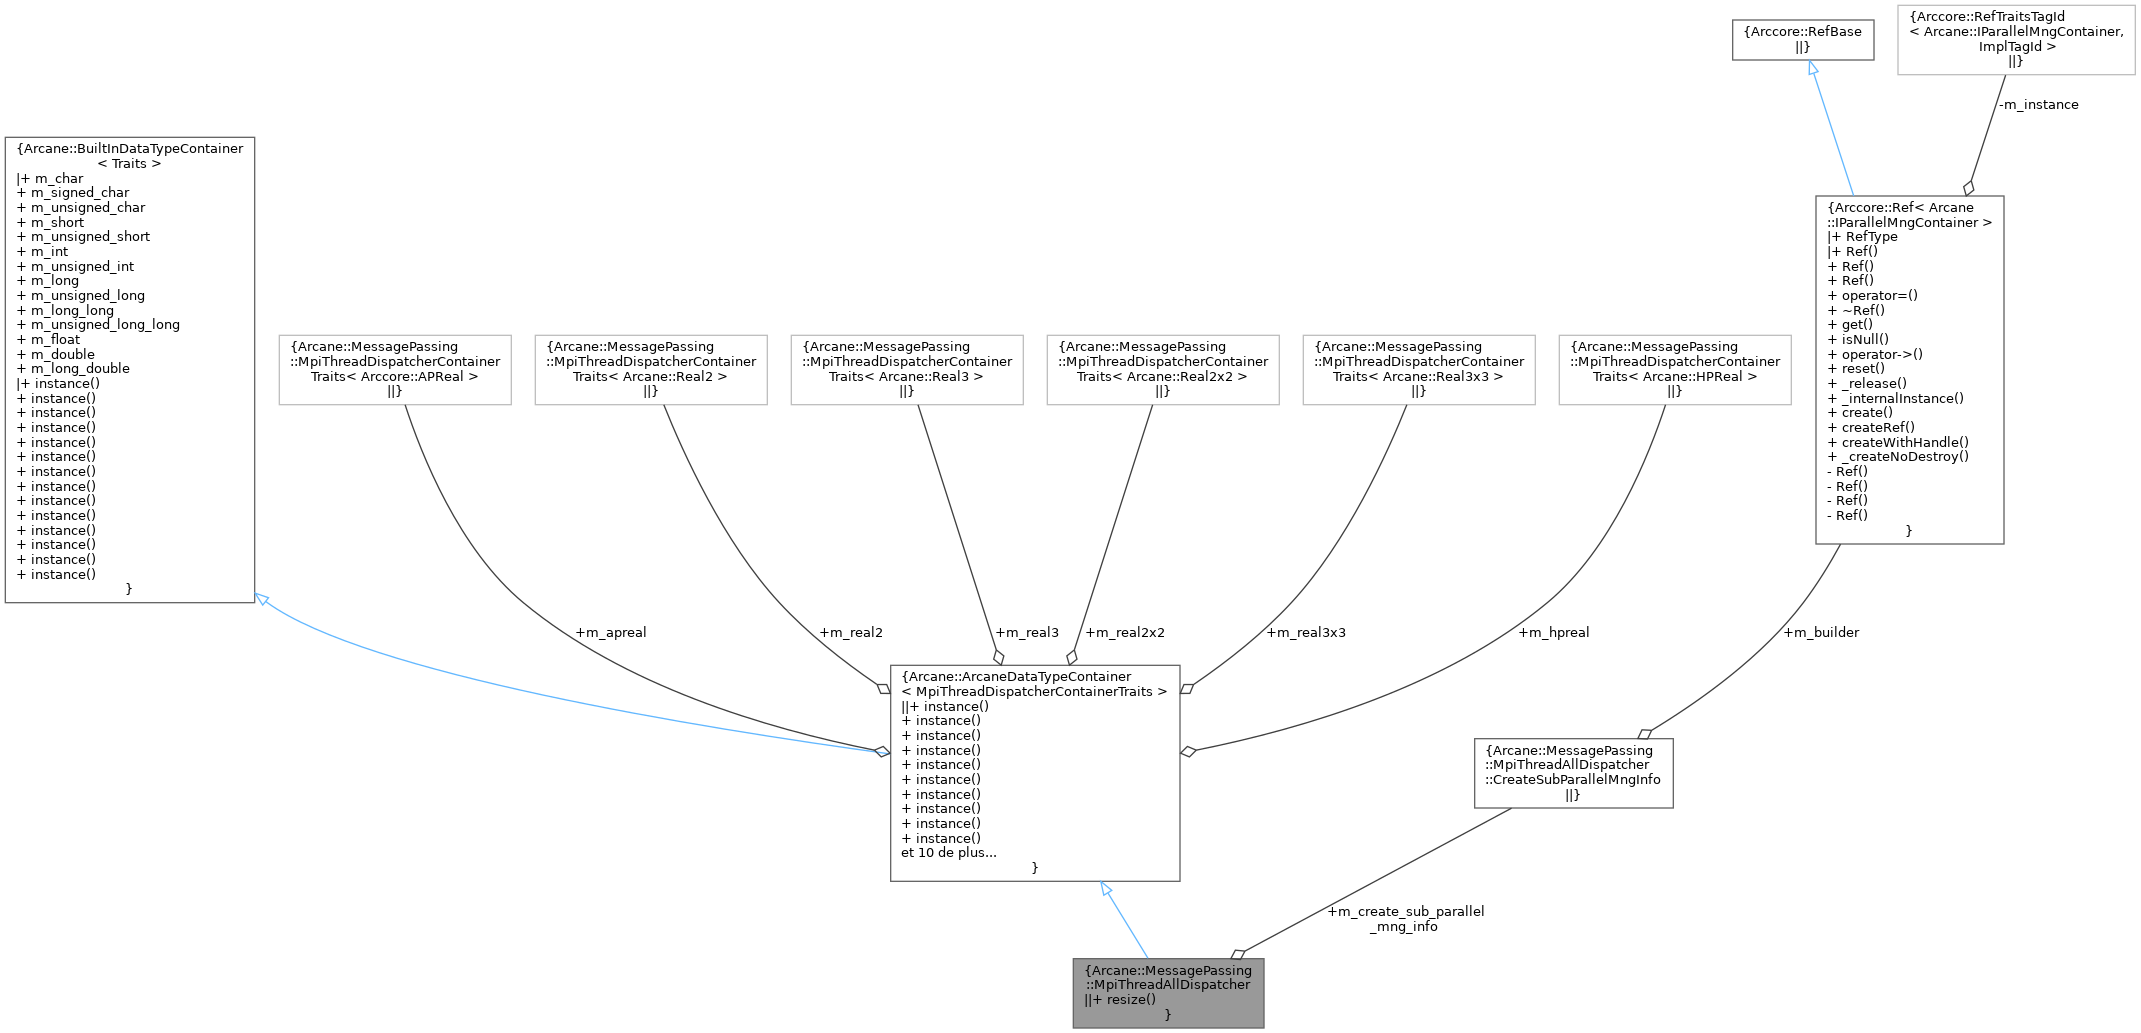 {Arccore::RefBase
||}
{Arccore::RefTraitsTagId
< Arcane::IParallelMngContainer,
ImplTagId >
||}
-m_instance
{Arcane::BuiltInDataTypeContainer
< Traits >
|+ m_char
+ m_signed_char
+ m_unsigned_char
+ m_short
+ m_unsigned_short
+ m_int
+ m_unsigned_int
+ m_long
+ m_unsigned_long
+ m_long_long
+ m_unsigned_long_long
+ m_float
+ m_double
+ m_long_double
|+ instance()
+ instance()
+ instance()
+ instance()
+ instance()
+ instance()
+ instance()
+ instance()
+ instance()
+ instance()
+ instance()
+ instance()
+ instance()
+ instance()
}
{Arcane::MessagePassing
::MpiThreadDispatcherContainer
Traits< Arccore::APReal >
||}
{Arcane::MessagePassing
::MpiThreadDispatcherContainer
Traits< Arcane::Real2 >
||}
{Arcane::MessagePassing
::MpiThreadDispatcherContainer
Traits< Arcane::Real3 >
||}
{Arcane::MessagePassing
::MpiThreadDispatcherContainer
Traits< Arcane::Real2x2 >
||}
{Arcane::MessagePassing
::MpiThreadDispatcherContainer
Traits< Arcane::Real3x3 >
||}
{Arcane::MessagePassing
::MpiThreadDispatcherContainer
Traits< Arcane::HPReal >
||}
{Arccore::Ref< Arcane
::IParallelMngContainer >
|+ RefType
|+ Ref()
+ Ref()
+ Ref()
+ operator=()
+ ~Ref()
+ get()
+ isNull()
+ operator->()
+ reset()
+ _release()
+ _internalInstance()
+ create()
+ createRef()
+ createWithHandle()
+ _createNoDestroy()
- Ref()
- Ref()
- Ref()
- Ref()
}
+m_apreal
+m_real2
+m_real3
+m_real2x2
+m_real3x3
+m_hpreal
+m_builder
{Arcane::ArcaneDataTypeContainer
< MpiThreadDispatcherContainerTraits >
||+ instance()
+ instance()
+ instance()
+ instance()
+ instance()
+ instance()
+ instance()
+ instance()
+ instance()
+ instance()
et 10 de plus...
}
{Arcane::MessagePassing
::MpiThreadAllDispatcher
::CreateSubParallelMngInfo
||}
+m_create_sub_parallel
_mng_info
{Arcane::MessagePassing
::MpiThreadAllDispatcher
||+ resize()
}